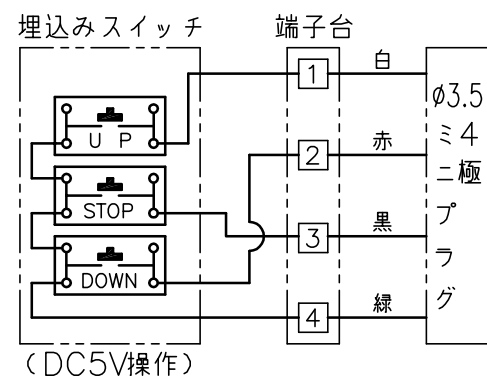 埋込みスイッチ
端子台
UP
STOP
DOWN
1
2
3
4
白
赤
黒
緑
φ3.5
ミニプラグ
4極
(DC5V操作)